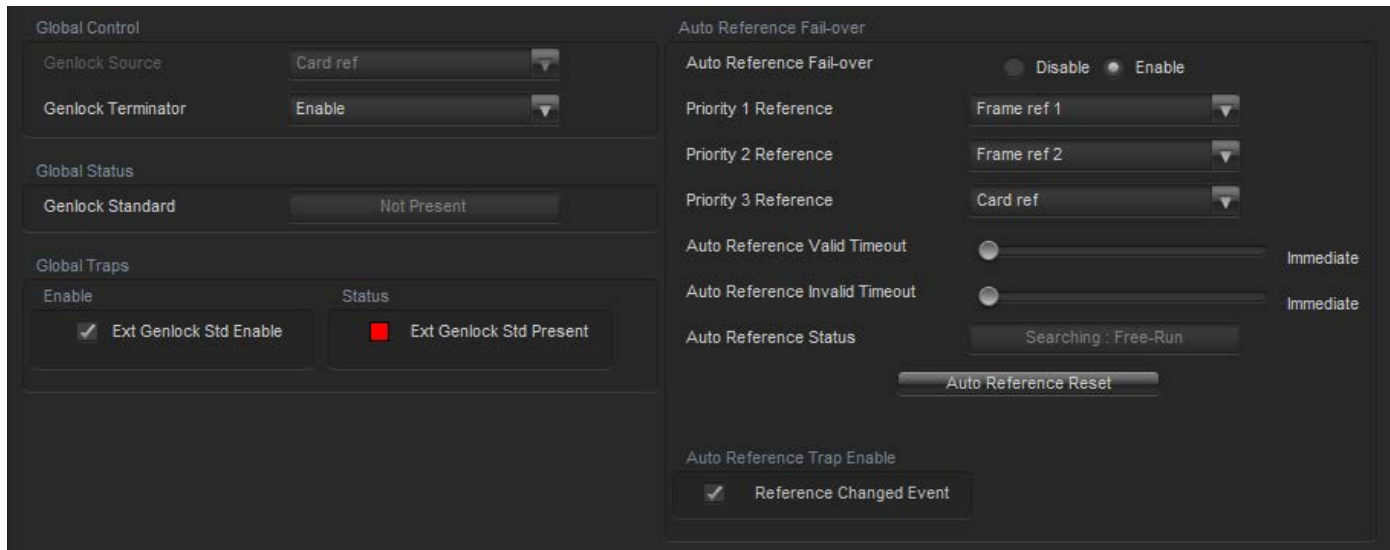 Global Control
Genlock Source Card ref
Genlock Terminator Enable
Global Status
Genlock Standard Not Present
Global Traps
Enable Status
Ext Genlock Std Enable Ext Genlock Std Present
Auto Reference Fail-over
Auto Reference Fail-over Disable Enable
Priority 1 Reference Frame ref 1
Priority 2 Reference Frame ref 2
Priority 3 Reference Card ref
Auto Reference Valid Timeout Immediate
Auto Reference Invalid Timeout Immediate
Auto Reference Status Searching : Free-Run
Auto Reference Reset
Auto Reference Trap Enable
Reference Changed Event